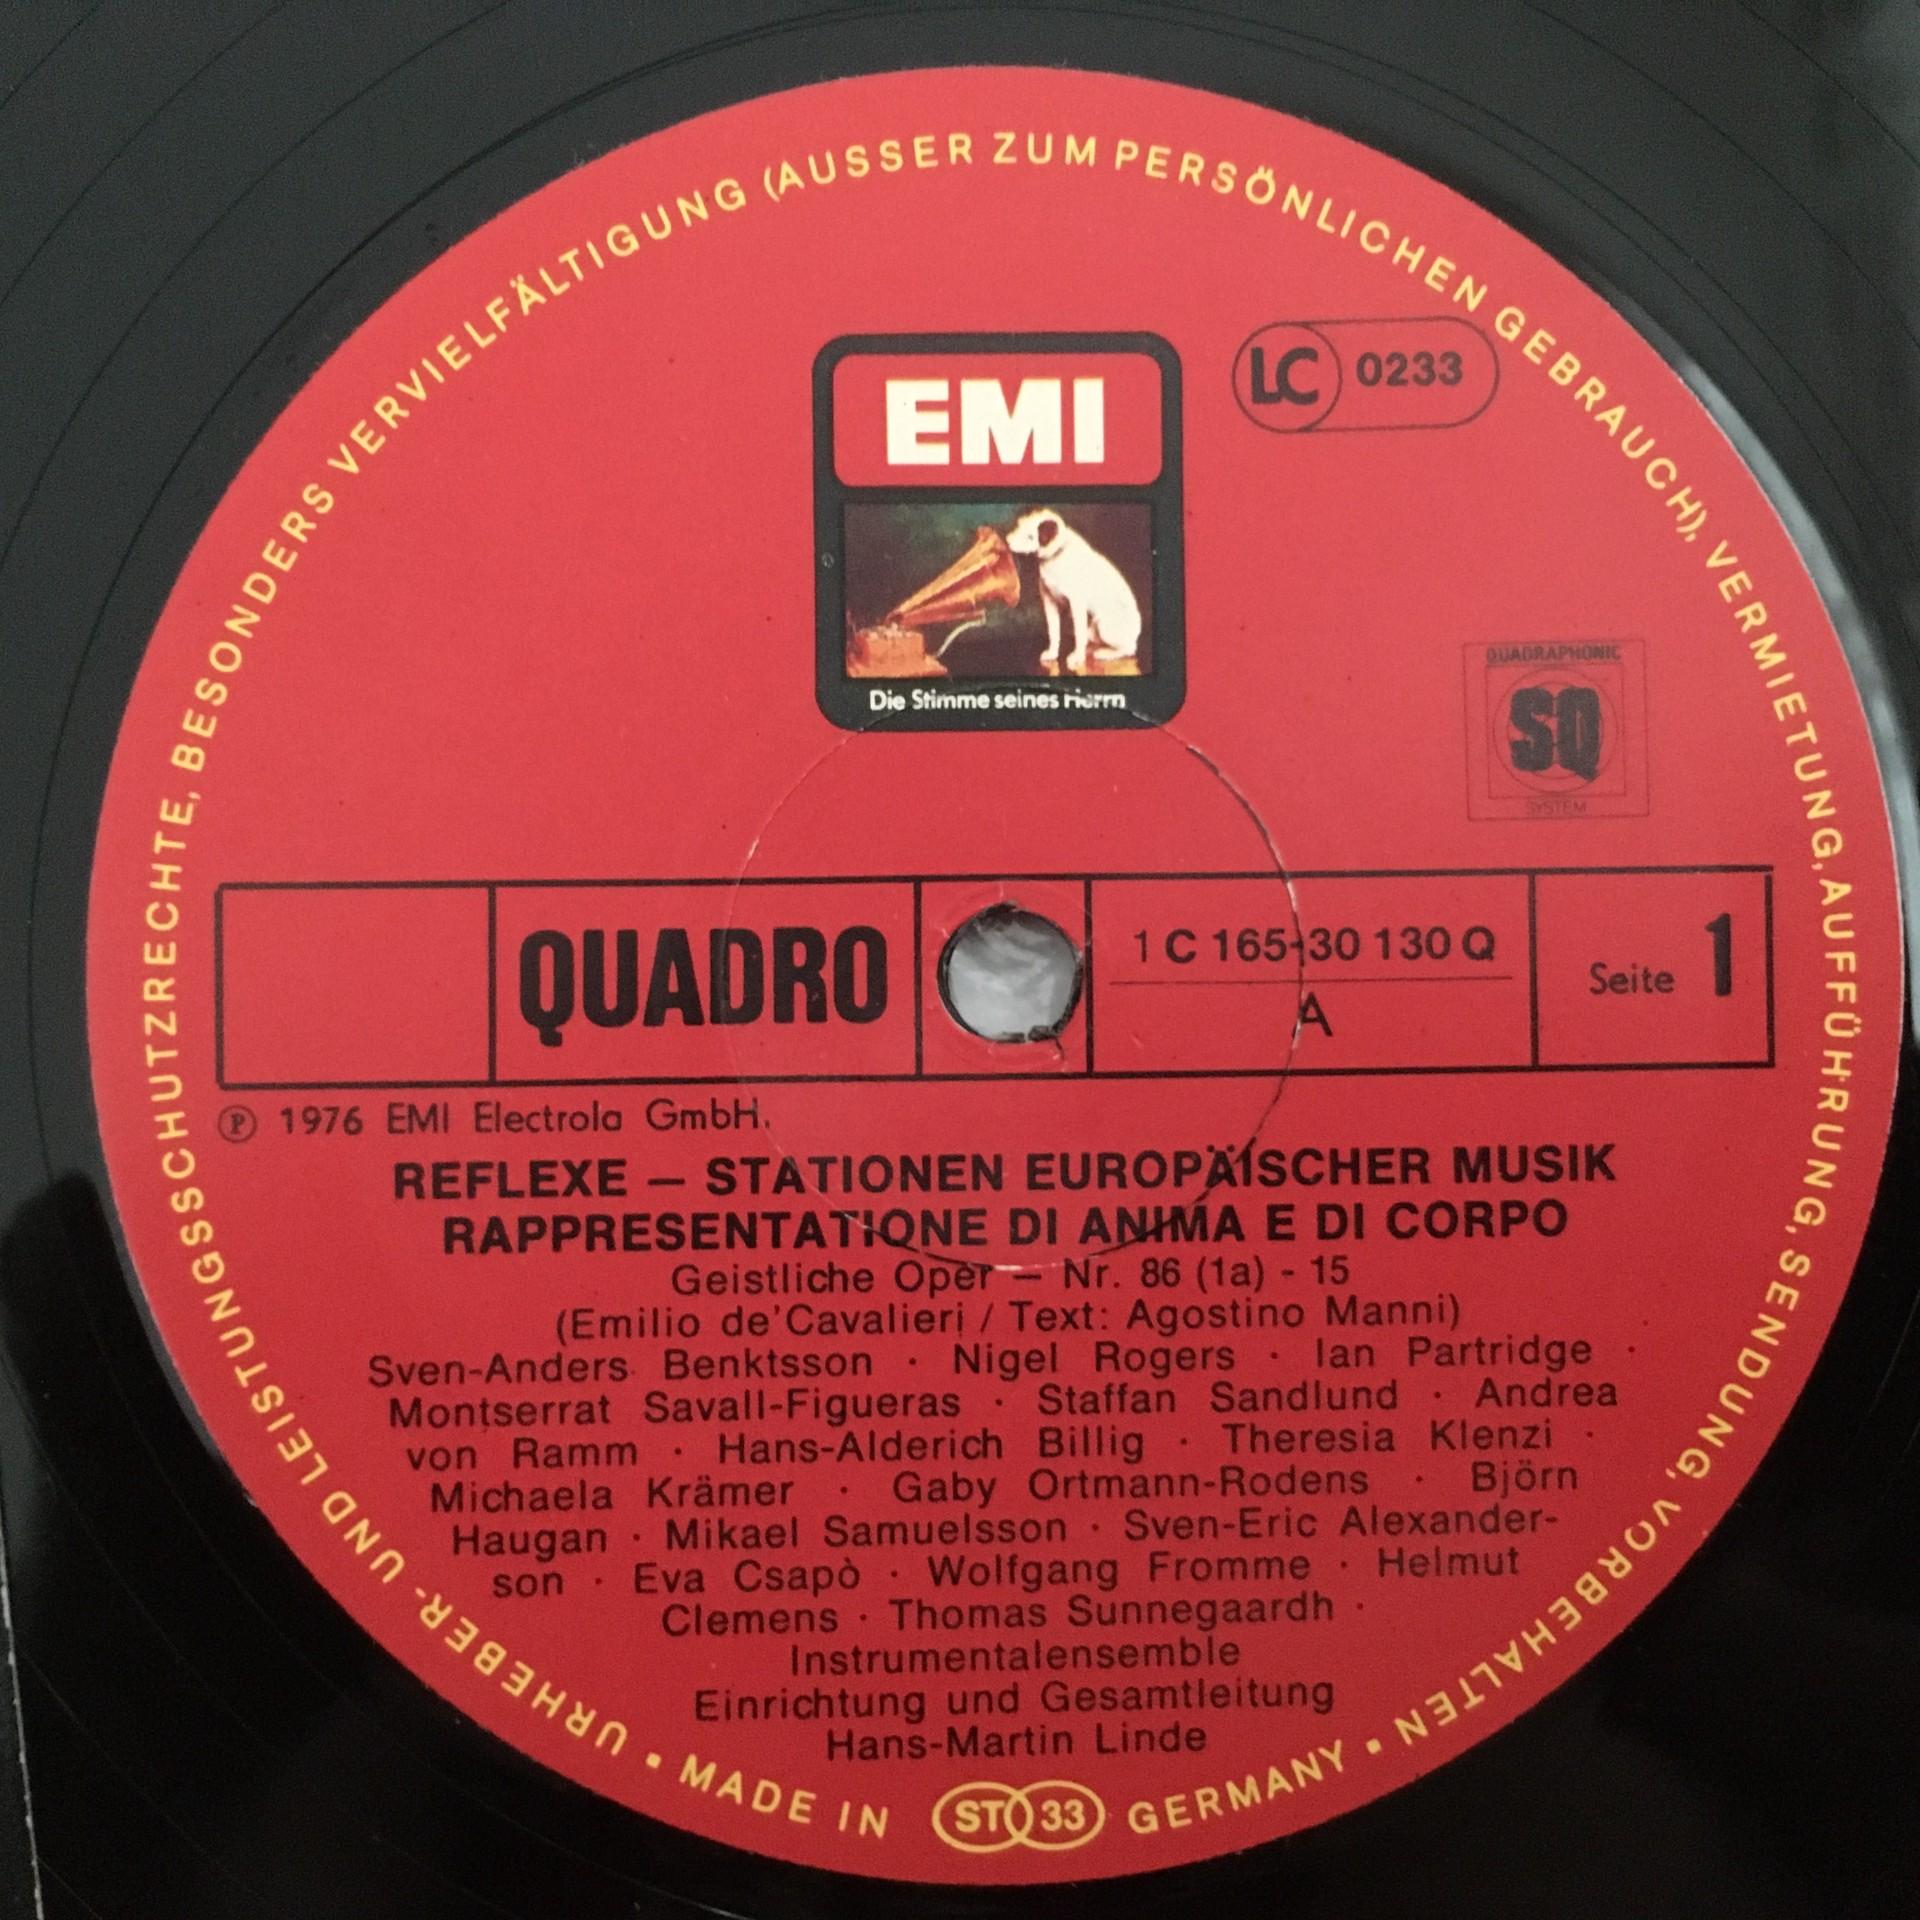 URHEBER- UND LEISTUNGSSCHUTZRECHTE, BESONDERS VERVIELFÄLTIGUNG (AUSSER ZUM PERSÖNLICHEN GEBRAUCH), VERMIETUNG, AUFFÜHRUNG, SENDUNG, VORBEHALTEN
EMI
LC 0233
Die Stimme seines Herrn
QUADRAPHONIC
SQ
SYSTEM
QUADRO
1 C 165-30 130 Q
A
Seite 1
Ⓟ 1976 EMI Electrola GmbH.
REFLEXE — STATIONEN EUROPÄISCHER MUSIK
RAPPRESENTATIONE DI ANIMA E DI CORPO
Geistliche Oper — Nr. 86 (1a) - 15
(Emilio de'Cavalieri / Text: Agostino Manni)
Sven-Anders Benktsson · Nigel Rogers · Ian Partridge ·
Montserrat Savall-Figueras · Staffan Sandlund · Andrea
von Ramm · Hans-Alderich Billig · Theresia Klenzi ·
Michaela Krämer · Gaby Ortmann-Rodens · Björn
Haugan · Mikael Samuelsson · Sven-Eric Alexander-
son · Eva Csapò · Wolfgang Fromme · Helmut
Clemens · Thomas Sunnegaardh ·
Instrumentalensemble
Einrichtung und Gesamtleitung
Hans-Martin Linde
• MADE IN ST 33 GERMANY •